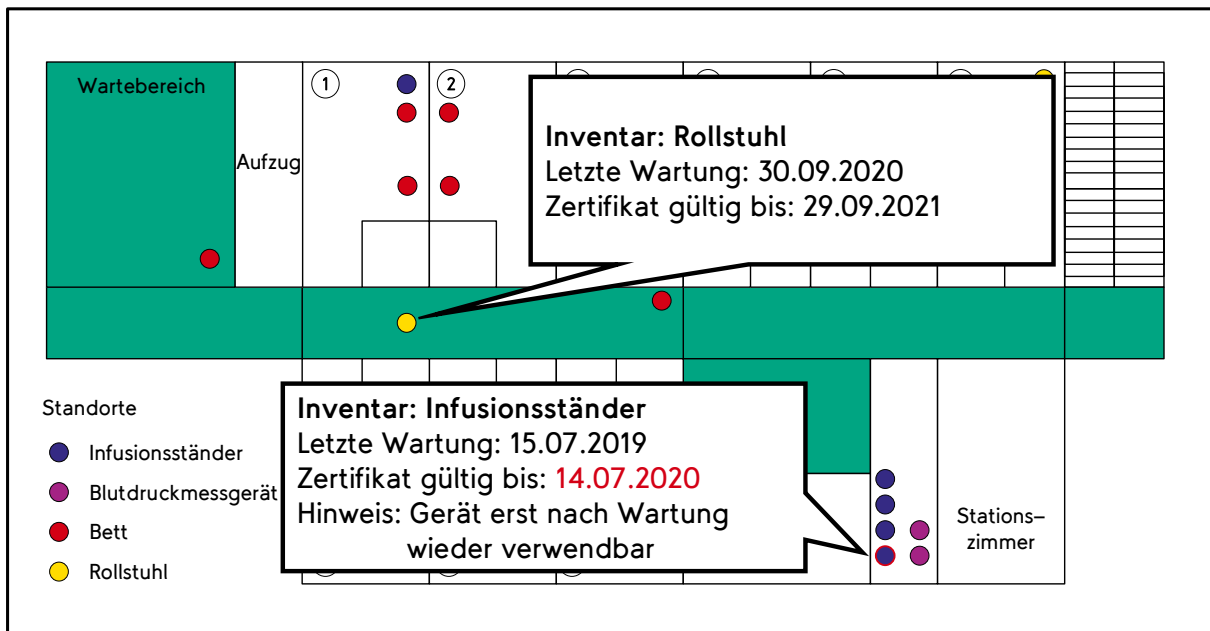 Wartebereich
Aufzug
1
2
Inventar: Rollstuhl
Letzte Wartung: 30.09.2020
Zertifikat gültig bis: 29.09.2021
Inventar: Infusionsständer
Letzte Wartung: 15.07.2019
Zertifikat gültig bis: 14.07.2020
Hinweis: Gerät erst nach Wartung
wieder verwendbar
Standorte
Infusionsständer
Blutdruckmessgerät
Bett
Rollstuhl
Stations–
zimmer